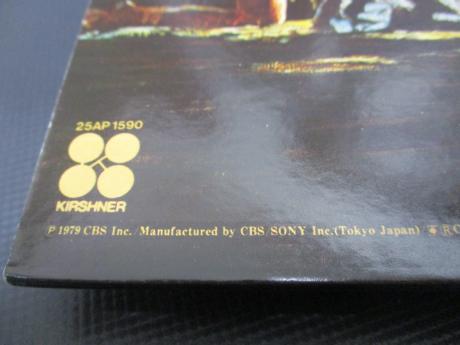 25AP 1590
KIRSHNER
℗ 1979 CBS Inc. / Manufactured by CBS / SONY Inc. (Tokyo Japan)